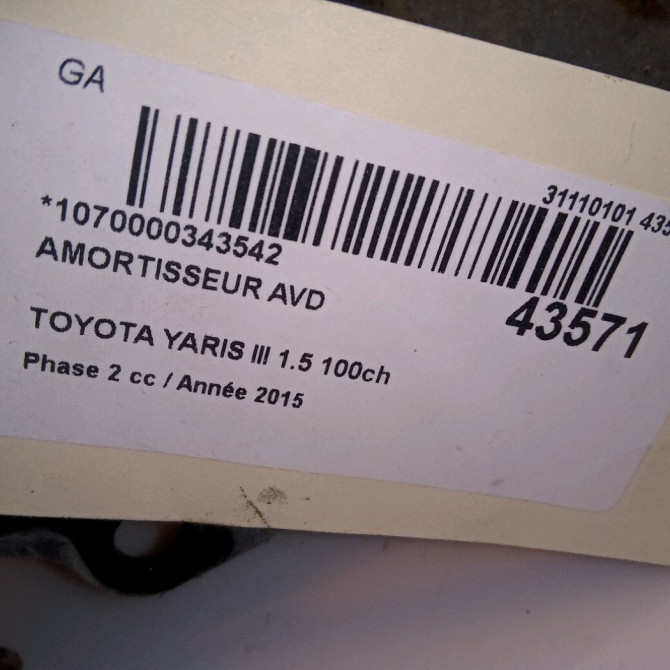 GA
31110101 435
*1070000343542
AMORTISSEUR AVD
43571
TOYOTA YARIS III 1.5 100ch
Phase 2 cc / Année 2015